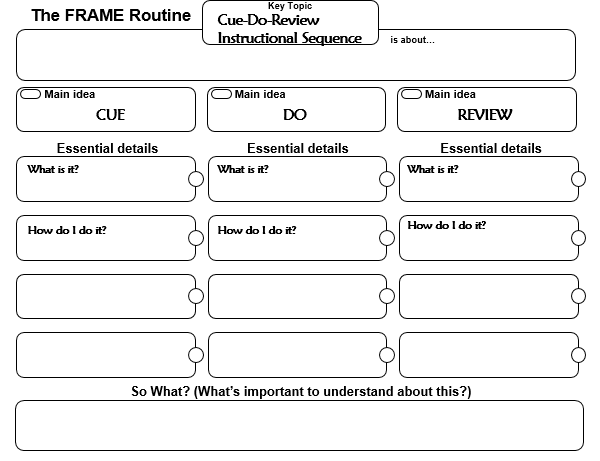 The FRAME Routine
Key Topic
Cue-Do-Review
Instructional Sequence
is about...
Main idea
CUE
Main idea
DO
Main idea
REVIEW
Essential details
Essential details
Essential details
What is it?
What is it?
What is it?
How do I do it?
How do I do it?
How do I do it?
So What? (What's important to understand about this?)